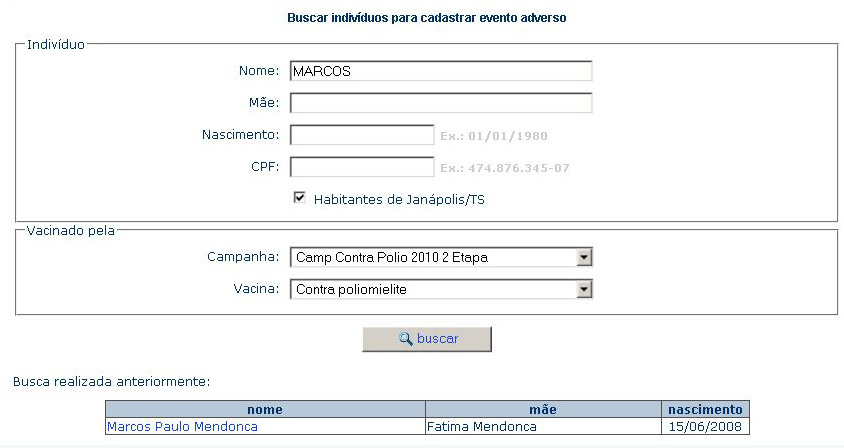 Buscar indivíduos para cadastrar evento adverso
Indivíduo
Nome: MARCOS
Mãe:
Nascimento: Ex.: 01/01/1980
CPF: Ex.: 474.876.345-07
Habitantes de Janápolis/TS
Vacinado pela
Campanha: Camp Contra Polio 2010 2 Etapa
Vacina: Contra poliomielite
buscar
Busca realizada anteriormente:
nome mãe nascimento
Marcos Paulo Mendonca Fatima Mendonca 15/06/2008